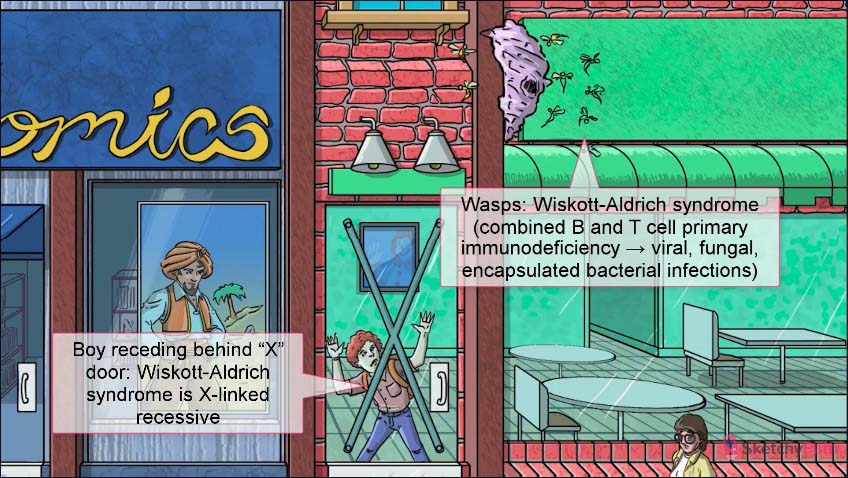 omics
Wasps: Wiskott-Aldrich syndrome
(combined B and T cell primary
immunodeficiency → viral, fungal,
encapsulated bacterial infections)
Boy receding behind “X”
door: Wiskott-Aldrich
syndrome is X-linked
recessive
Sketchy